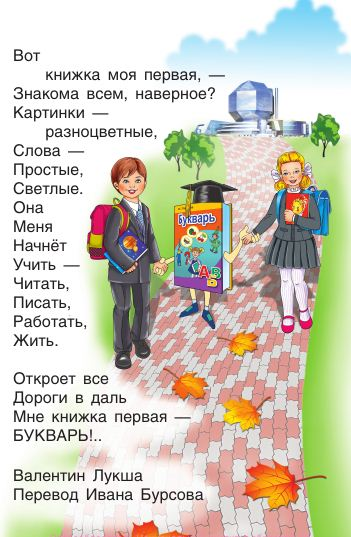 Вот
книжка моя первая, —
Знакома всем, наверное?
Картинки —
разноцветные,
Слова —
Простые,
Светлые.
Она
Меня
Начнёт
Учить —
Читать,
Писать,
Работать,
Жить.
Откроет все
Дороги в даль
Мне книжка первая —
БУКВАРЬ!..
Валентин Лукша
Перевод Ивана Бурсова
Букварь
А Б В